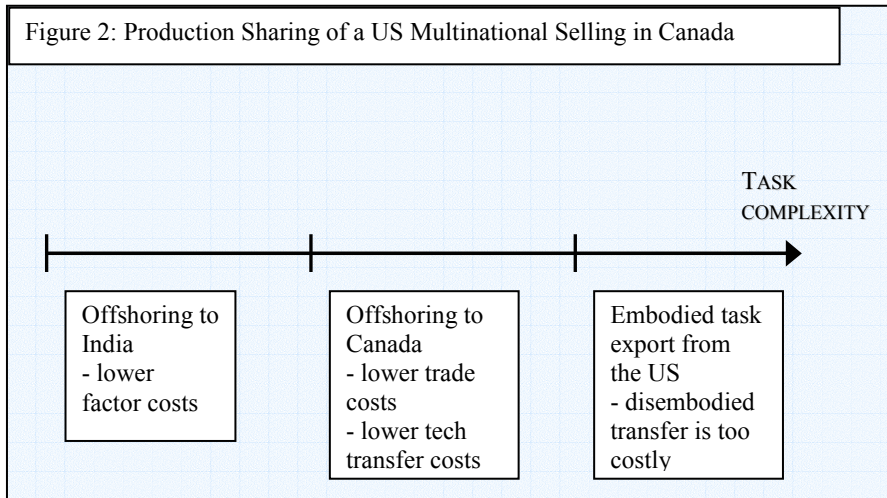 Figure 2: Production Sharing of a US Multinational Selling in Canada
TASK
COMPLEXITY
Offshoring to
India
- lower
factor costs
Offshoring to
Canada
- lower trade
costs
- lower tech
transfer costs
Embodied task
export from
the US
- disembodied
transfer is too
costly